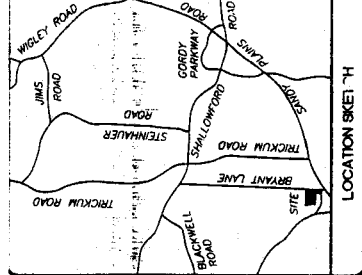 WIGLEY ROAD
ROAD
ROAD
GORDY
PARKWAY
JIMS
ROAD
SANDY
PLAINS
STEINHAUER
ROAD
SHALLOWFORD
TRICKUM ROAD
TRICKUM ROAD
BRYANT LANE
SITE
BLACKWELL
ROAD
LOCATION SKETCH